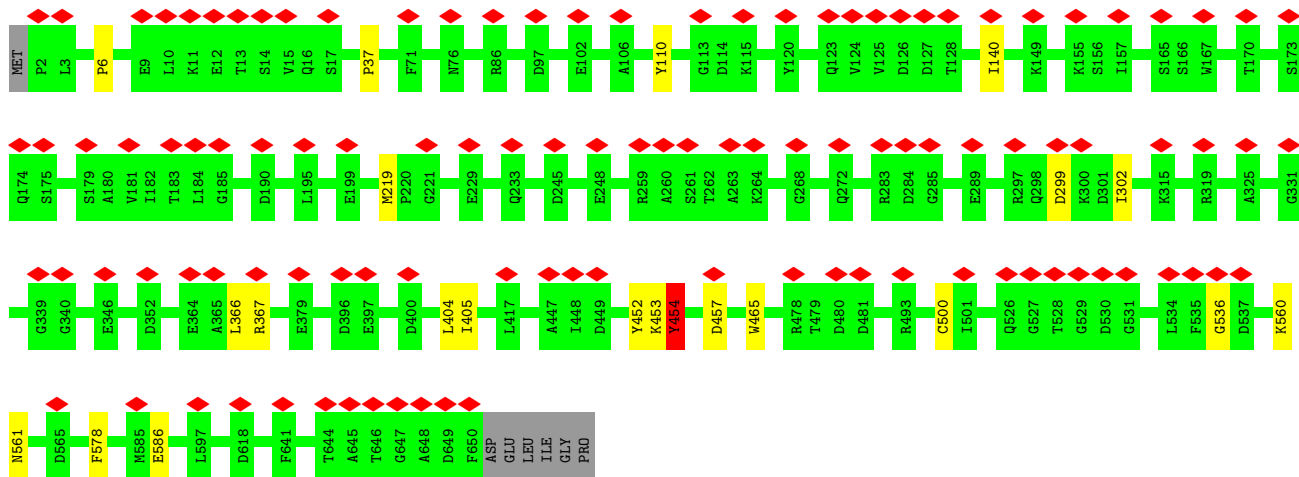 MET P2 L3 P6 E9 L10 K11 E12 T13 S14 V15 Q16 S17 P37 F71 N76 R86 D97 E102 A106 Y110 G113 D114 K115 Y120 Q123 V124 V125 D126 D127 T128 I140 K149 K155 S156 I157 S165 S166 W167 T170 S173
Q174 S175 S179 A180 V181 I182 T183 L184 G185 D190 L195 E199 M219 P220 G221 E229 Q233 D245 E248 R259 A260 S261 T262 A263 K264 G268 Q272 R283 D284 G285 E289 R297 Q298 D299 K300 D301 I302 K315 R319 A325 G331
G339 G340 E346 D352 E364 A365 L366 R367 E379 D396 E397 D400 L404 I405 L417 A447 I448 D449 Y452 K453 Y454 D457 W465 R478 T479 D480 D481 R493 C500 I501 Q526 G527 T528 G529 D530 G531 L534 F535 G536 D537 K560
N561 D565 F578 M585 E586 L597 D618 F641 T644 A645 T646 G647 A648 D649 F650 ASP GLU LEU ILE GLY PRO